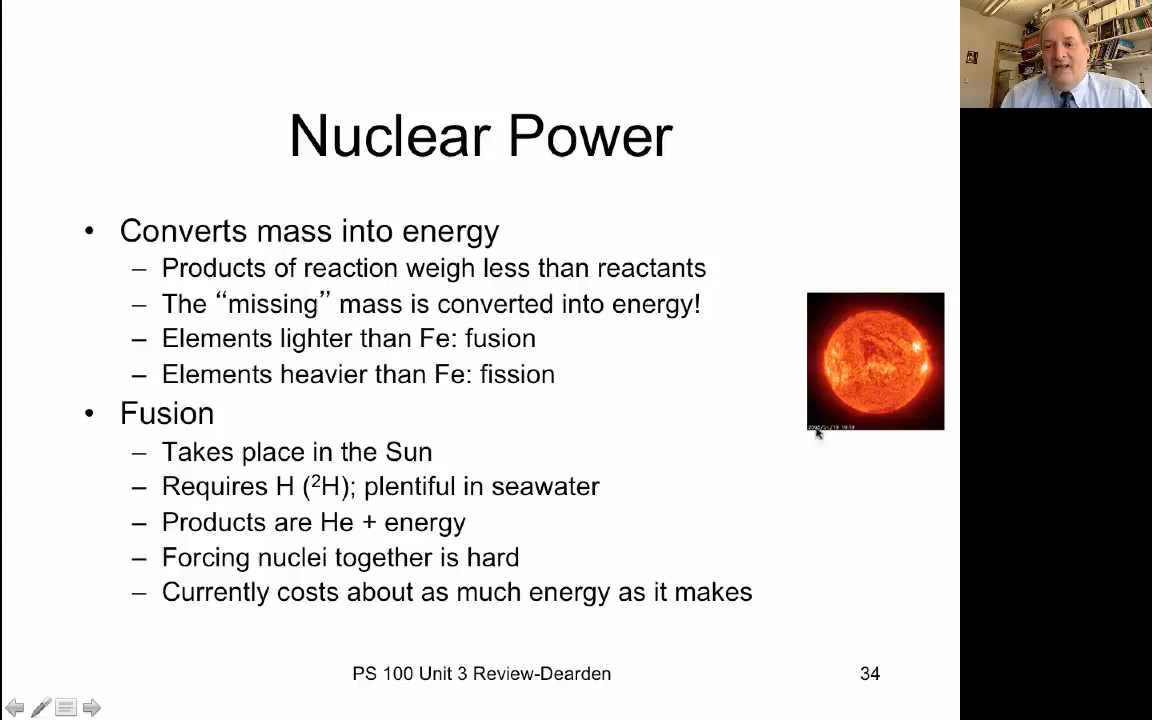 Nuclear Power
• Converts mass into energy
– Products of reaction weigh less than reactants
– The “missing” mass is converted into energy!
– Elements lighter than Fe: fusion
– Elements heavier than Fe: fission
• Fusion
– Takes place in the Sun
– Requires H (²H); plentiful in seawater
– Products are He + energy
– Forcing nuclei together is hard
– Currently costs about as much energy as it makes
PS 100 Unit 3 Review-Dearden
34